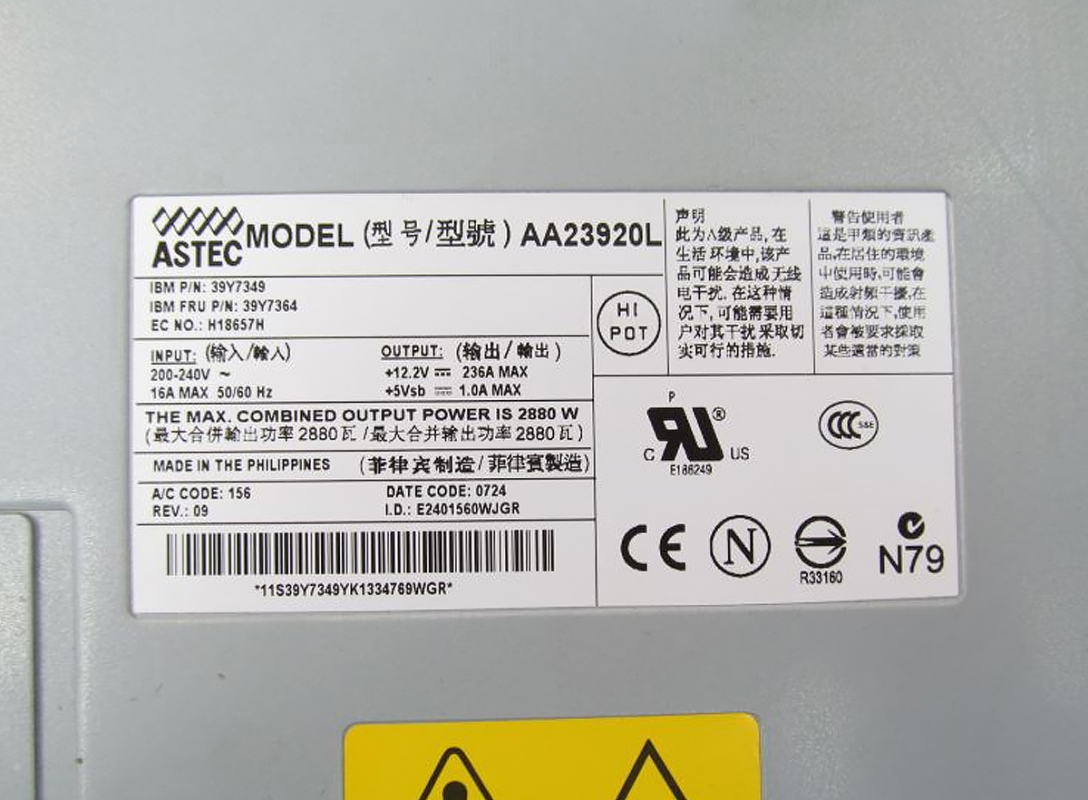 ASTEC MODEL (型号/型號) AA23920L
IBM P/N: 39Y7349
IBM FRU P/N: 39Y7364
EC NO.: H18657H
HI
POT
INPUT: (输入/輸入)
200-240V ~
16A MAX 50/60 Hz
OUTPUT: (输出/輸出)
+12.2V ⎓ 236A MAX
+5Vsb ⎓ 1.0A MAX
THE MAX. COMBINED OUTPUT POWER IS 2880 W
(最大合併輸出功率 2880 瓦 /最大合并输出功率 2880 瓦)
MADE IN THE PHILIPPINES (菲律宾制造/菲律賓製造)
A/C CODE: 156
REV.: 09
DATE CODE: 0724
I.D.: E2401560WJGR
*11S39Y7349YK1334769WGR*
声明
此为A级产品,在
生活环境中,该产
品可能会造成无线
电干扰.在这种情
况下,可能需要用
户对其干扰采取切
实可行的措施.
警告使用者
這是甲類的資訊產
品,在居住的環境
中使用時,可能會
造成射頻干擾,在
這種情況下,使用
者會被要求採取
某些適當的對策
P
C RU ® US
E186249
CCC S&E
CE
N
R33160
N79